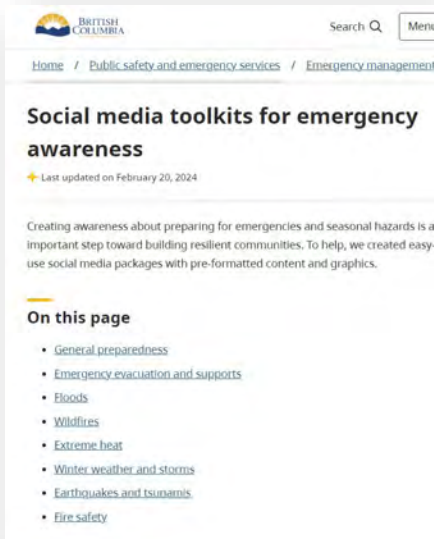 BRITISH
COLUMBIA
Search
Menu
Home / Public safety and emergency services / Emergency management
Social media toolkits for emergency
awareness
Last updated on February 20, 2024
Creating awareness about preparing for emergencies and seasonal hazards is a
important step toward building resilient communities. To help, we created easy-
use social media packages with pre-formatted content and graphics.
On this page
• General preparedness
• Emergency evacuation and supports
• Floods
• Wildfires
• Extreme heat
• Winter weather and storms
• Earthquakes and tsunamis
• Fire safety